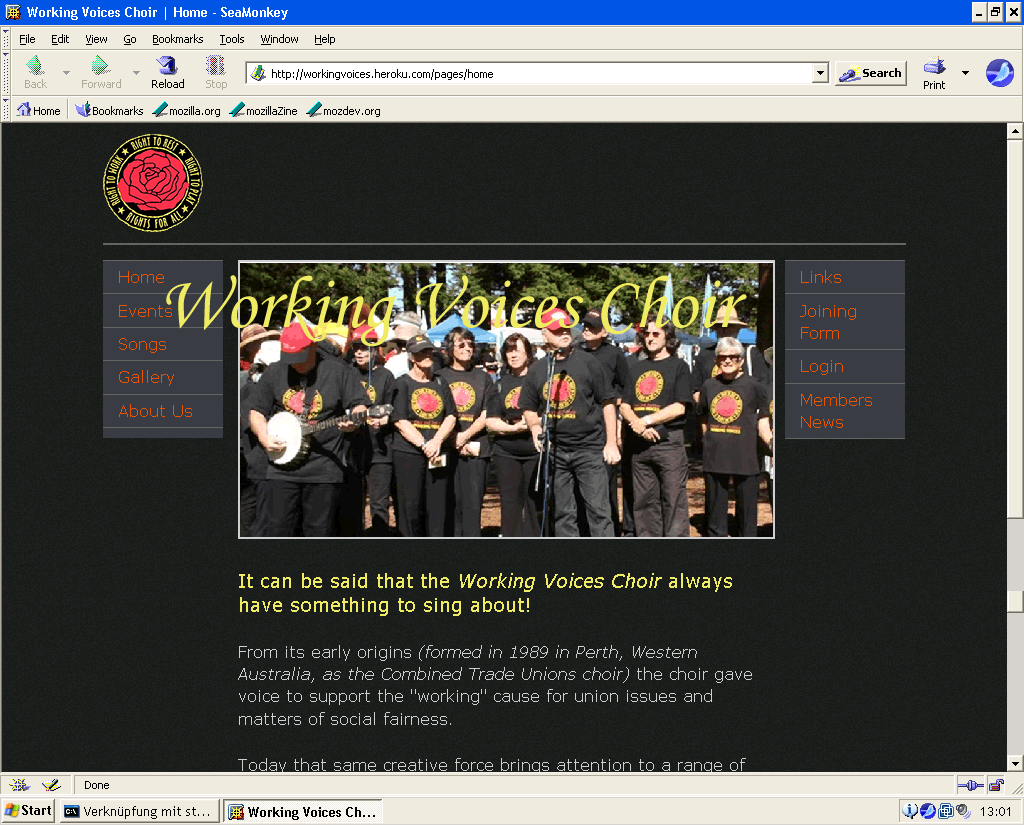 Working Voices Choir | Home - SeaMonkey
File Edit View Go Bookmarks Tools Window Help
Back Forward Reload Stop http://workingvoices.heroku.com/pages/home Search Print
Home Bookmarks mozilla.org mozillaZine mozdev.org
RIGHT TO WORK ★ RIGHT TO REST ★ RIGHT TO PLAY ★ RIGHTS FOR ALL ★
Working Voices Choir
Home
Events
Songs
Gallery
About Us
Links
Joining
Form
Login
Members
News
It can be said that the Working Voices Choir always
have something to sing about!
From its early origins (formed in 1989 in Perth, Western
Australia, as the Combined Trade Unions choir) the choir gave
voice to support the "working" cause for union issues and
matters of social fairness.
Today that same creative force brings attention to a range of
Done
Start Verknüpfung mit st... Working Voices Ch... 13:01